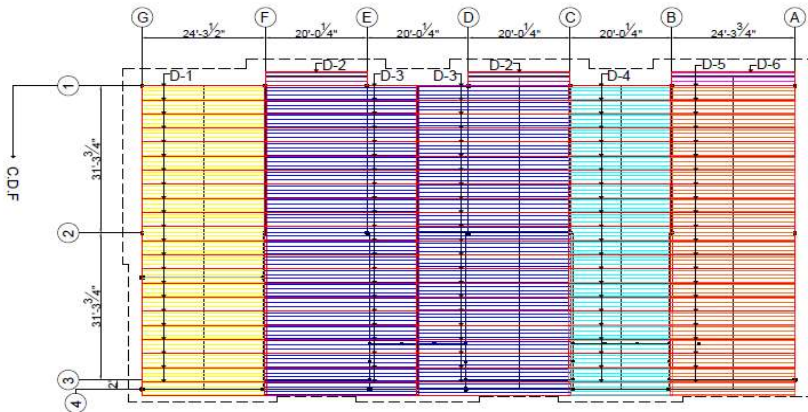 G F E D C B A
24'-3 1/2" 20'-0 1/4" 20'-0 1/4" 20'-0 1/4" 20'-0 1/4" 24'-3 3/4"
D-2 D-2 D-5 D-6
1 D-1 D-3 D-3 D-4
31'-3 3/4"
C.D.F
2
31'-3 3/4"
3
2"
4